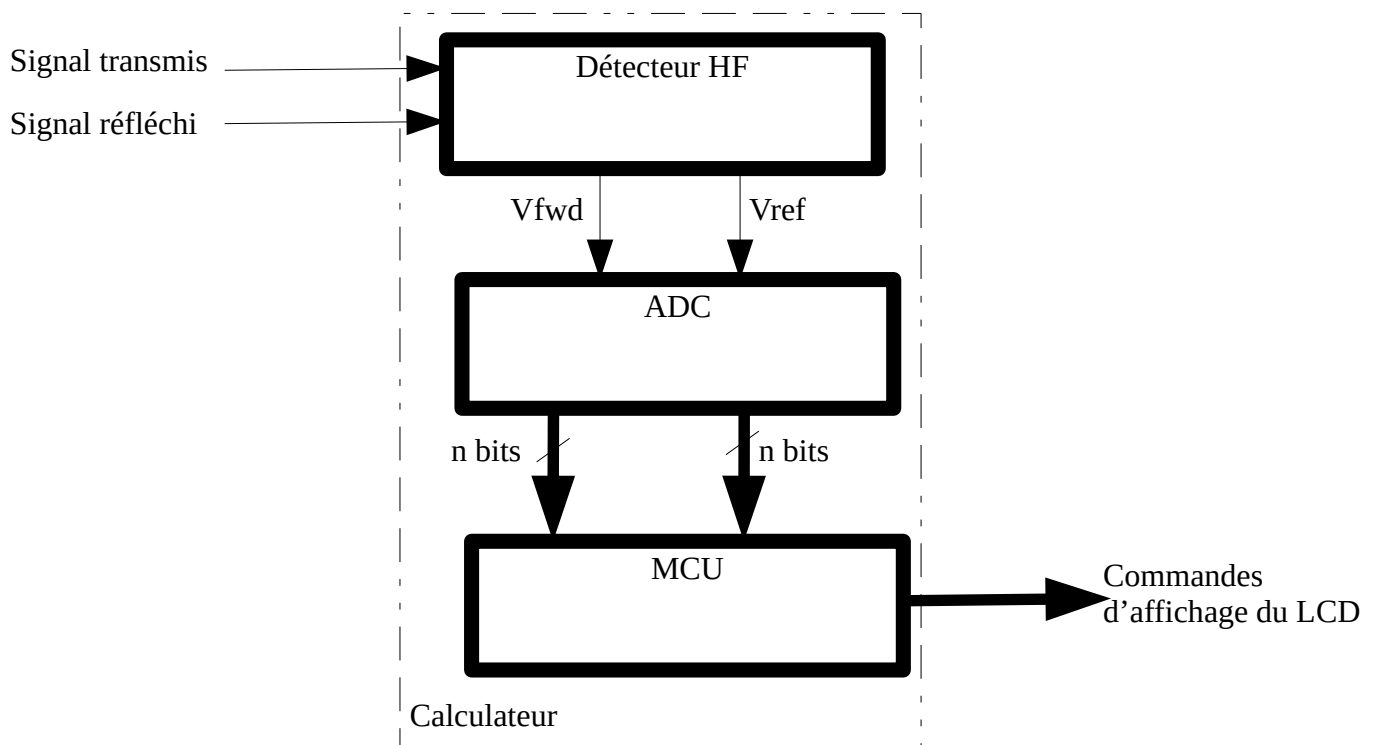 Signal transmis
Détecteur HF
Signal réfléchi
Vfwd
Vref
ADC
n bits
n bits
MCU
Commandes
d’affichage du LCD
Calculateur